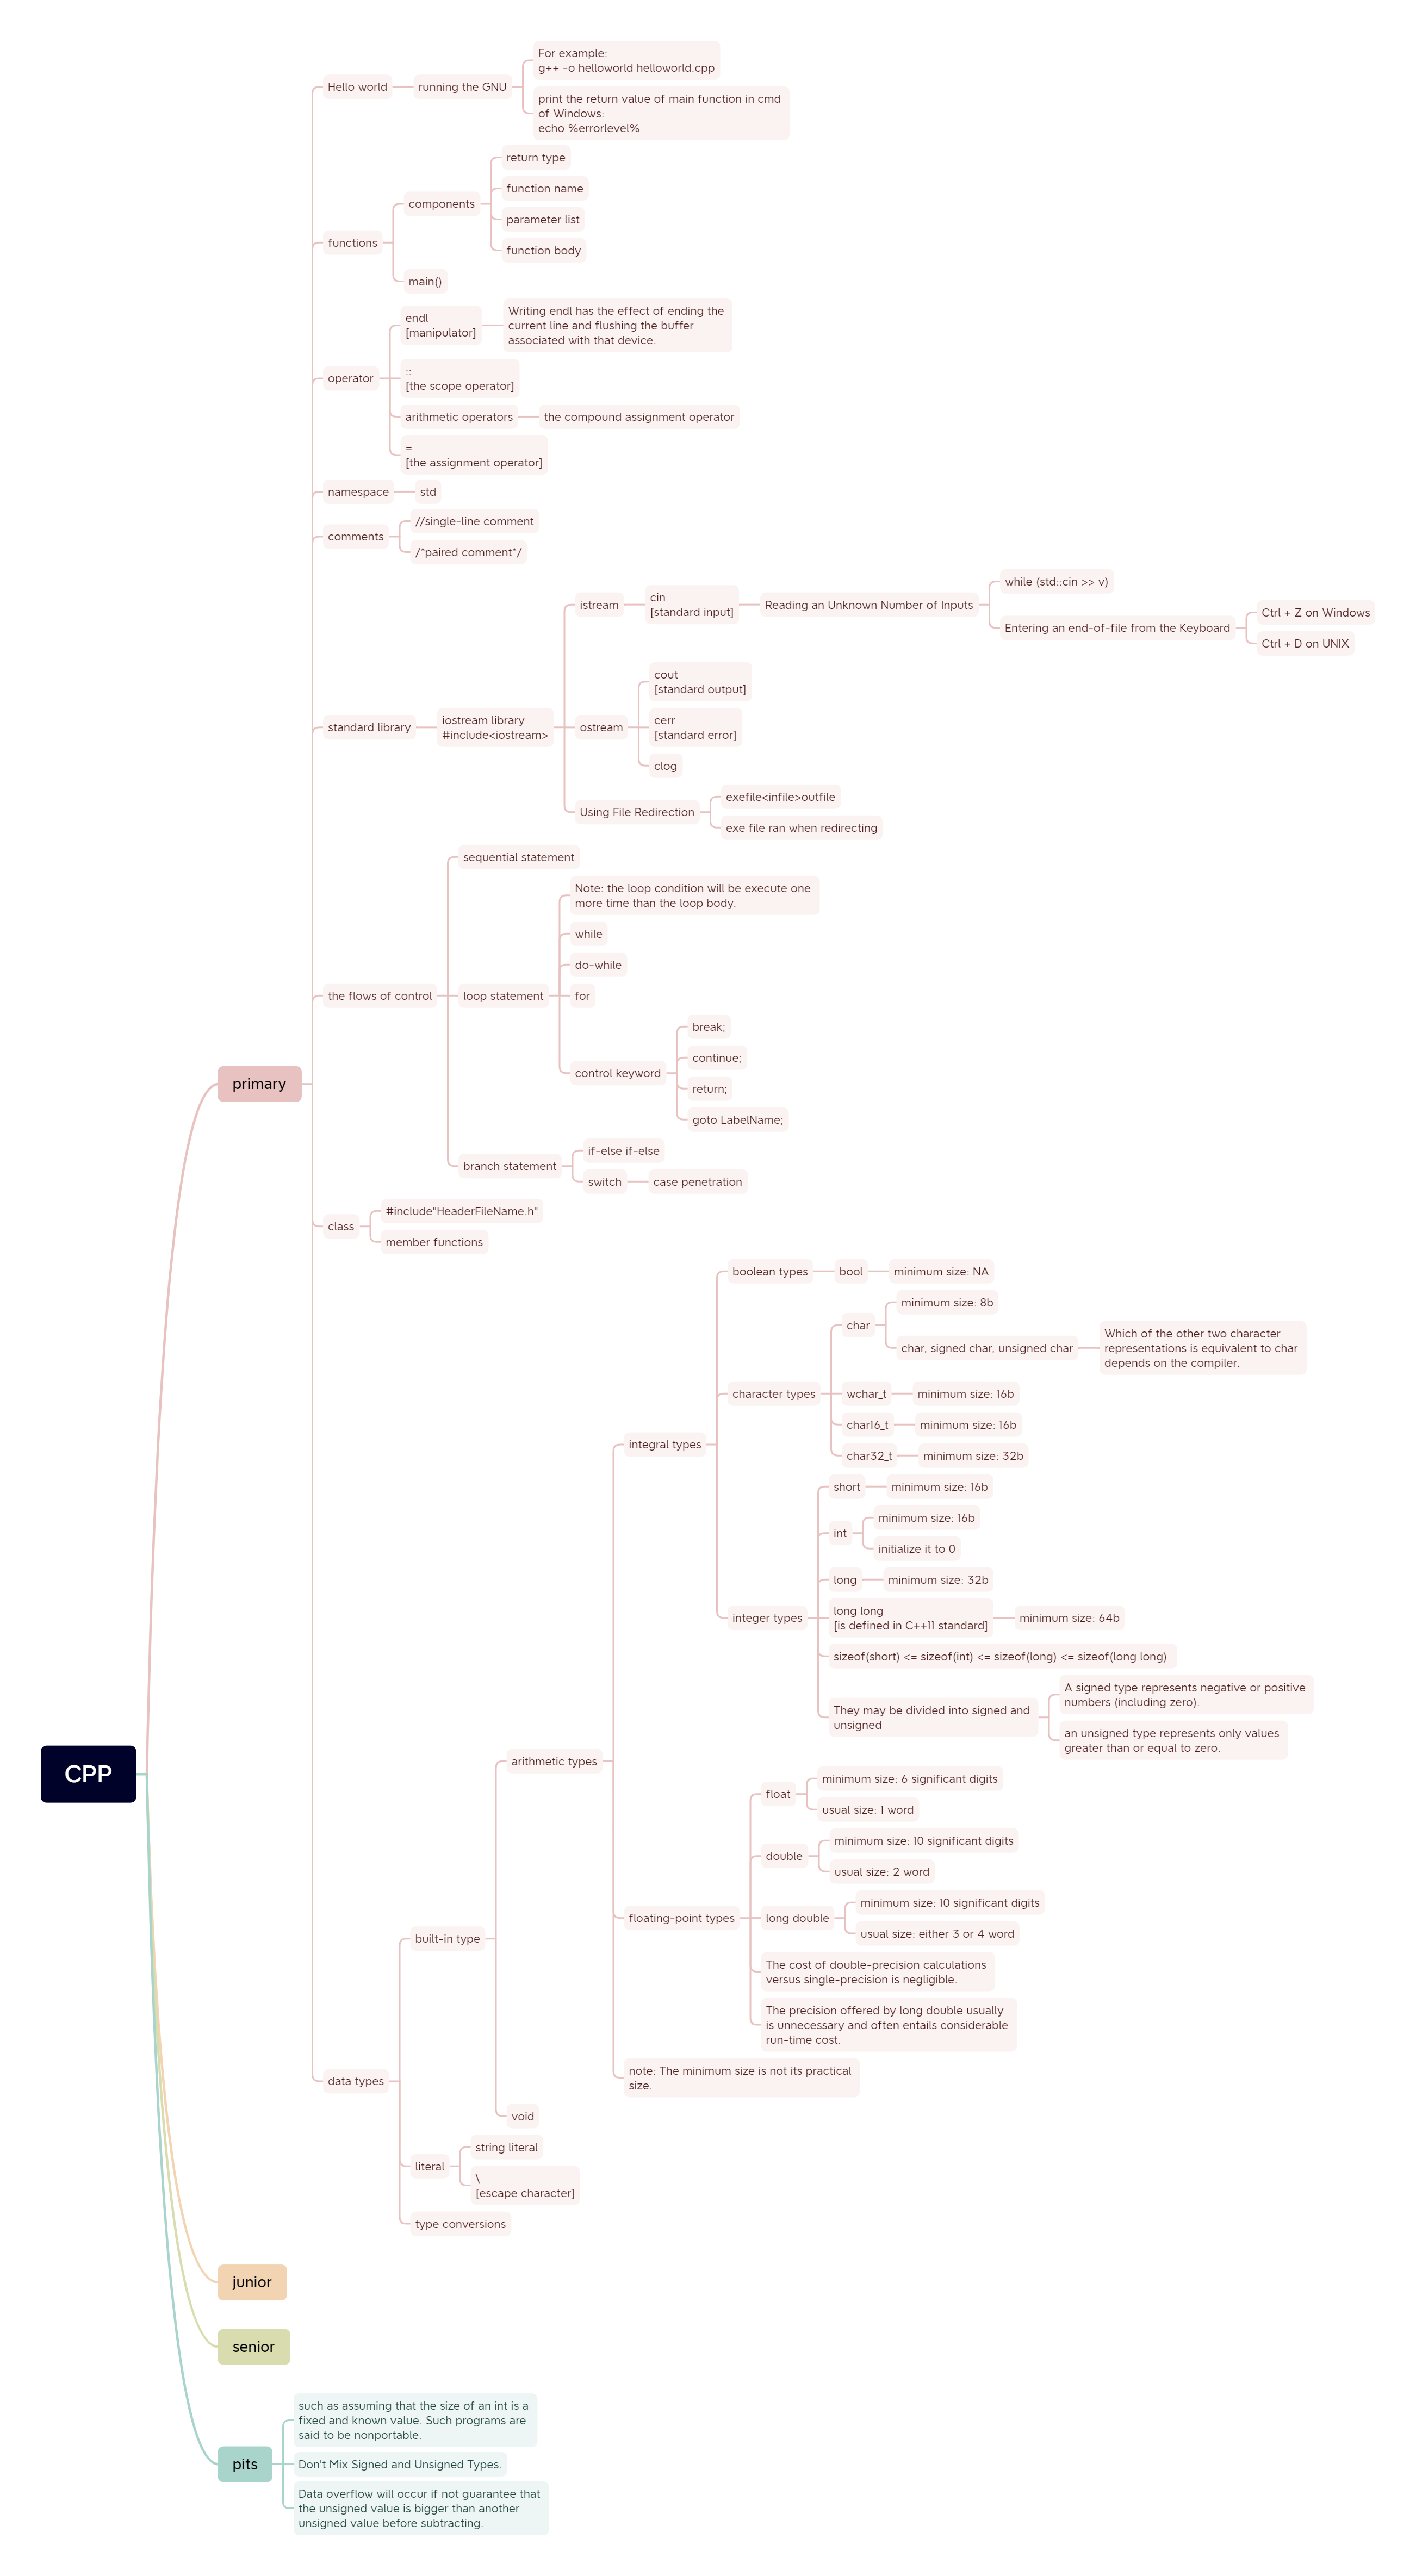 For example:
g++ -o helloworld helloworld.cpp
Hello world
running the GNU
print the return value of main function in cmd
of Windows:
echo %errorlevel%
return type
function name
components
parameter list
function body
functions
main()
endl
[manipulator]
Writing endl has the effect of ending the
current line and flushing the buffer
associated with that device.
operator
::
[the scope operator]
arithmetic operators
the compound assignment operator
=
[the assignment operator]
namespace
std
comments
//single-line comment
/*paired comment*/
istream
cin
[standard input]
Reading an Unknown Number of Inputs
while (std::cin >> v)
Entering an end-of-file from the Keyboard
Ctrl + Z on Windows
Ctrl + D on UNIX
standard library
iostream library
#include<iostream>
ostream
cout
[standard output]
cerr
[standard error]
clog
Using File Redirection
exefile<infile>outfile
exe file ran when redirecting
sequential statement
Note: the loop condition will be execute one
more time than the loop body.
while
do-while
the flows of control
loop statement
for
control keyword
break;
continue;
return;
goto LabelName;
primary
branch statement
if-else if-else
switch
case penetration
class
#include"HeaderFileName.h"
member functions
boolean types
bool
minimum size: NA
char
minimum size: 8b
char, signed char, unsigned char
Which of the other two character
representations is equivalent to char
depends on the compiler.
character types
wchar_t
minimum size: 16b
char16_t
minimum size: 16b
char32_t
minimum size: 32b
integral types
short
minimum size: 16b
int
minimum size: 16b
initialize it to 0
long
minimum size: 32b
integer types
long long
[is defined in C++11 standard]
minimum size: 64b
sizeof(short) <= sizeof(int) <= sizeof(long) <= sizeof(long long)
They may be divided into signed and
unsigned
A signed type represents negative or positive
numbers (including zero).
an unsigned type represents only values
greater than or equal to zero.
CPP
arithmetic types
float
minimum size: 6 significant digits
usual size: 1 word
double
minimum size: 10 significant digits
usual size: 2 word
floating-point types
long double
minimum size: 10 significant digits
usual size: either 3 or 4 word
built-in type
The cost of double-precision calculations
versus single-precision is negligible.
The precision offered by long double usually
is unnecessary and often entails considerable
run-time cost.
note: The minimum size is not its practical
size.
data types
void
literal
string literal
\
[escape character]
type conversions
junior
senior
such as assuming that the size of an int is a
fixed and known value. Such programs are
said to be nonportable.
pits
Don't Mix Signed and Unsigned Types.
Data overflow will occur if not guarantee that
the unsigned value is bigger than another
unsigned value before subtracting.